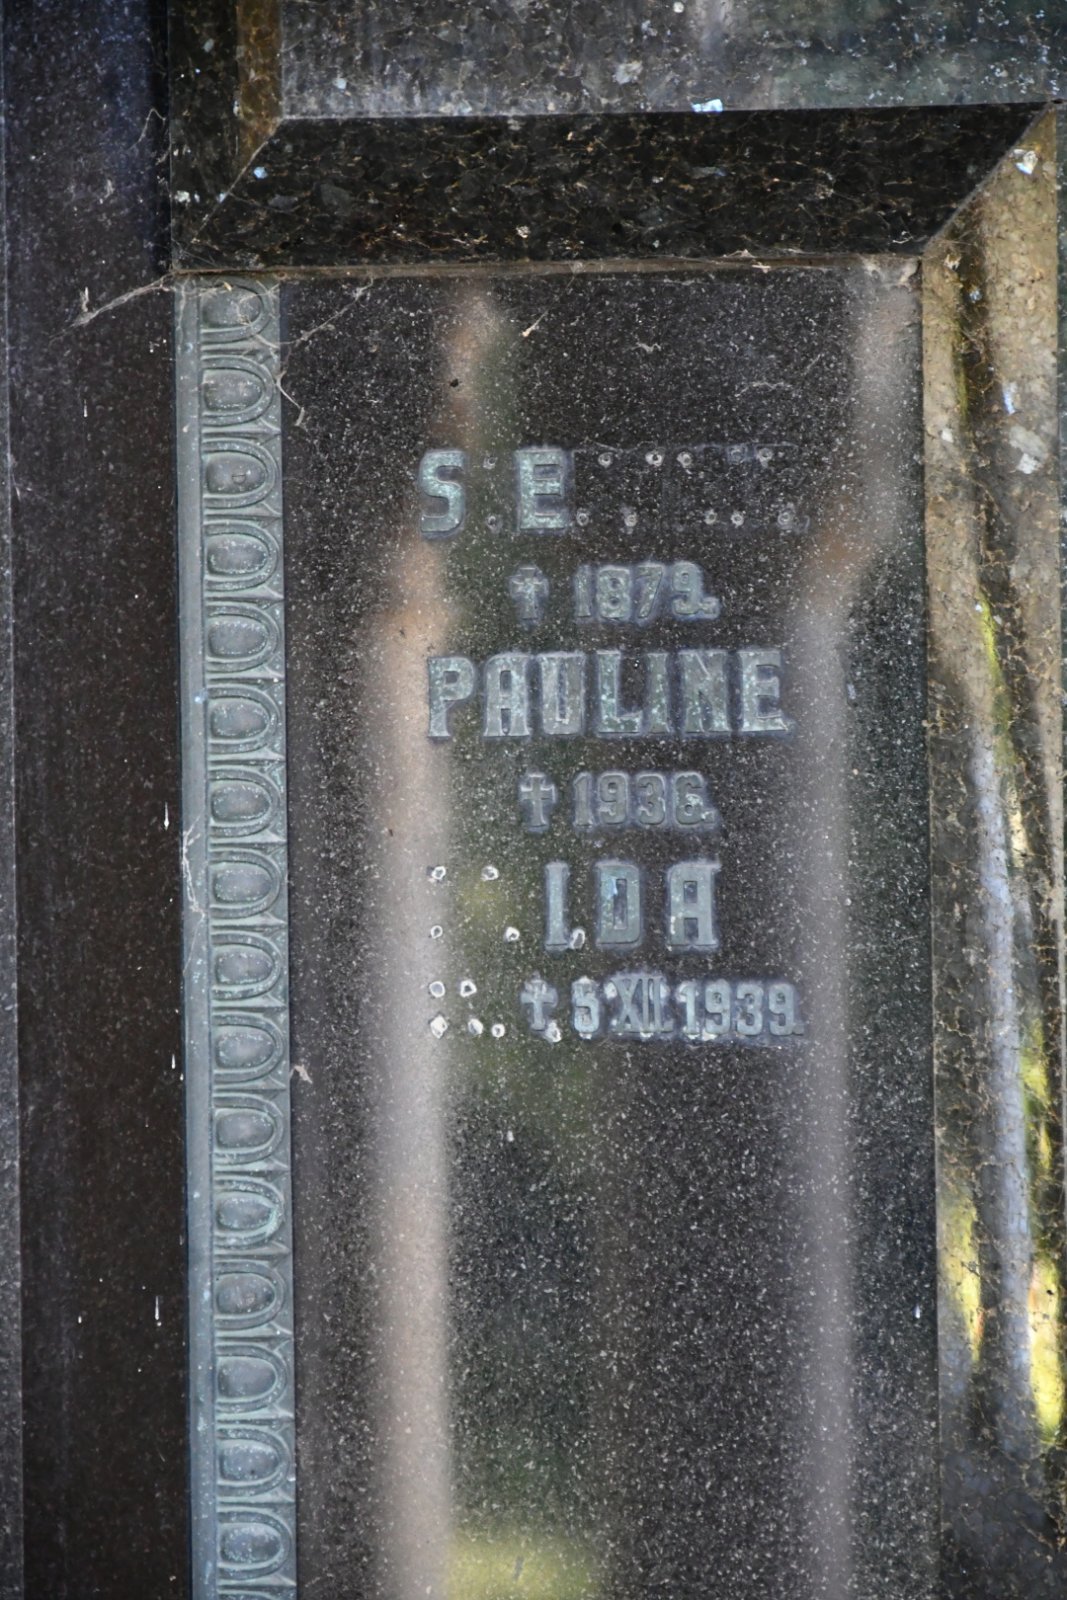 S E
† 1879.
PAULINE
† 1936.
IDA
† 5 XII. 1939.